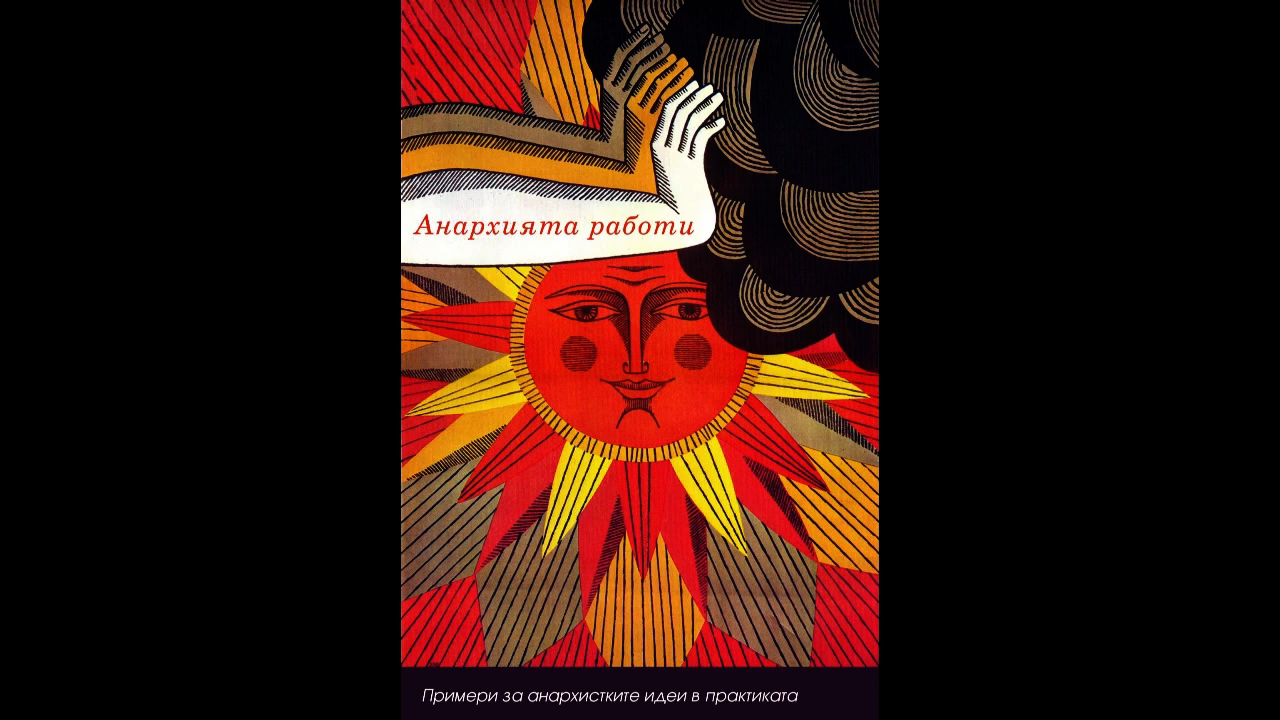 Анархията работи
Примери за анархистките идеи в практиката